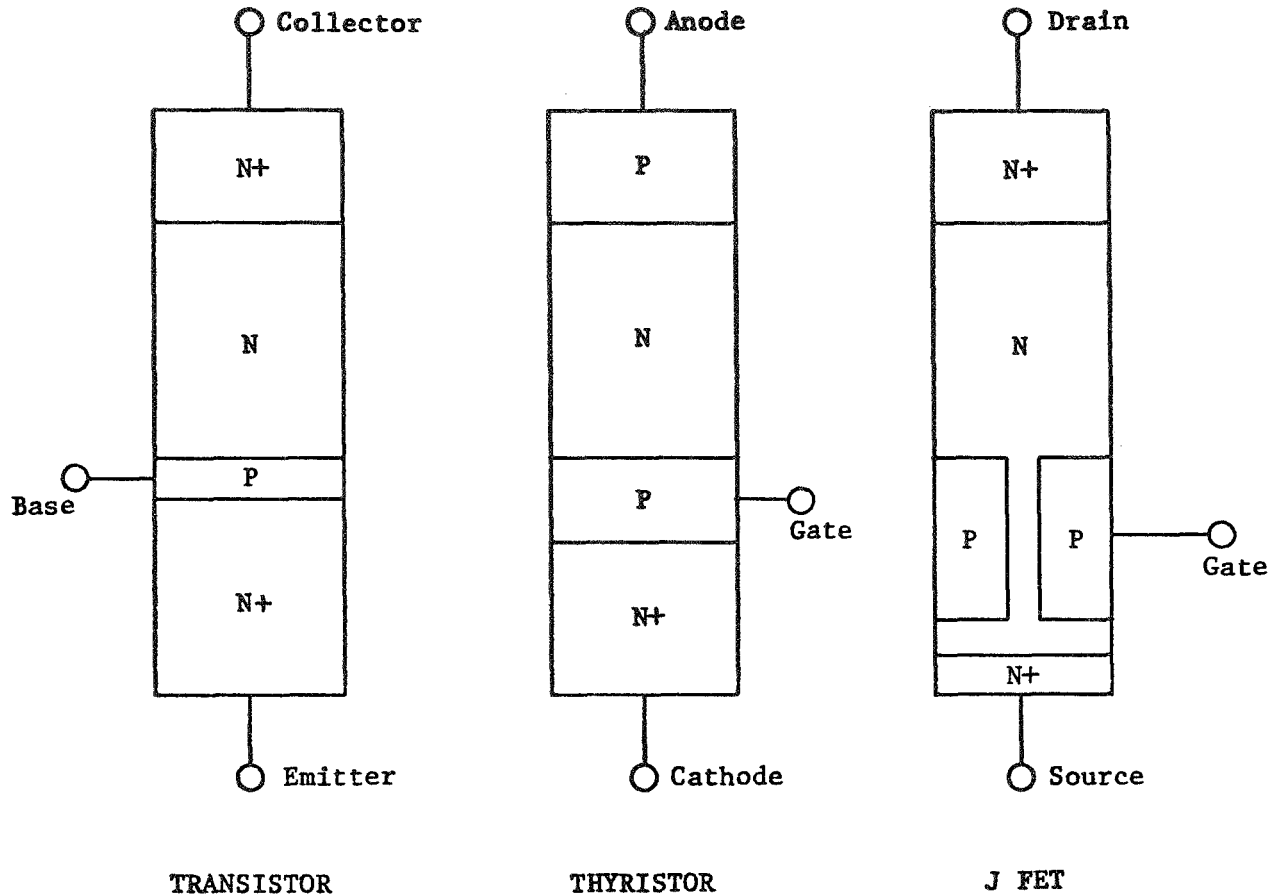 Collector
Anode
Drain
N+
P
N+
N
N
N
P
Base
P
Gate
P
P
Gate
N+
N+
N+
Emitter
Cathode
Source
TRANSISTOR
THYRISTOR
J FET